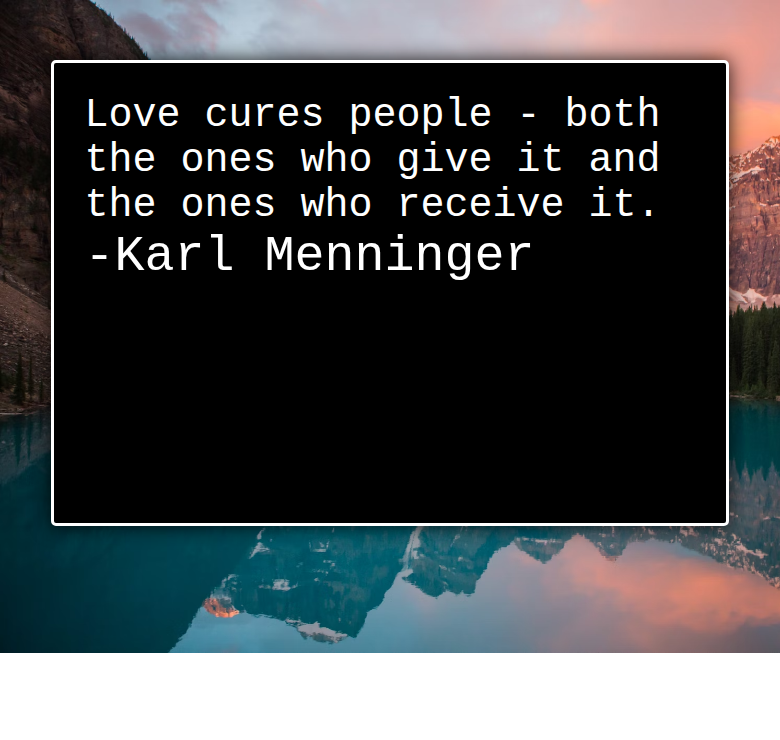 Love cures people - both
the ones who give it and
the ones who receive it.
-Karl Menninger